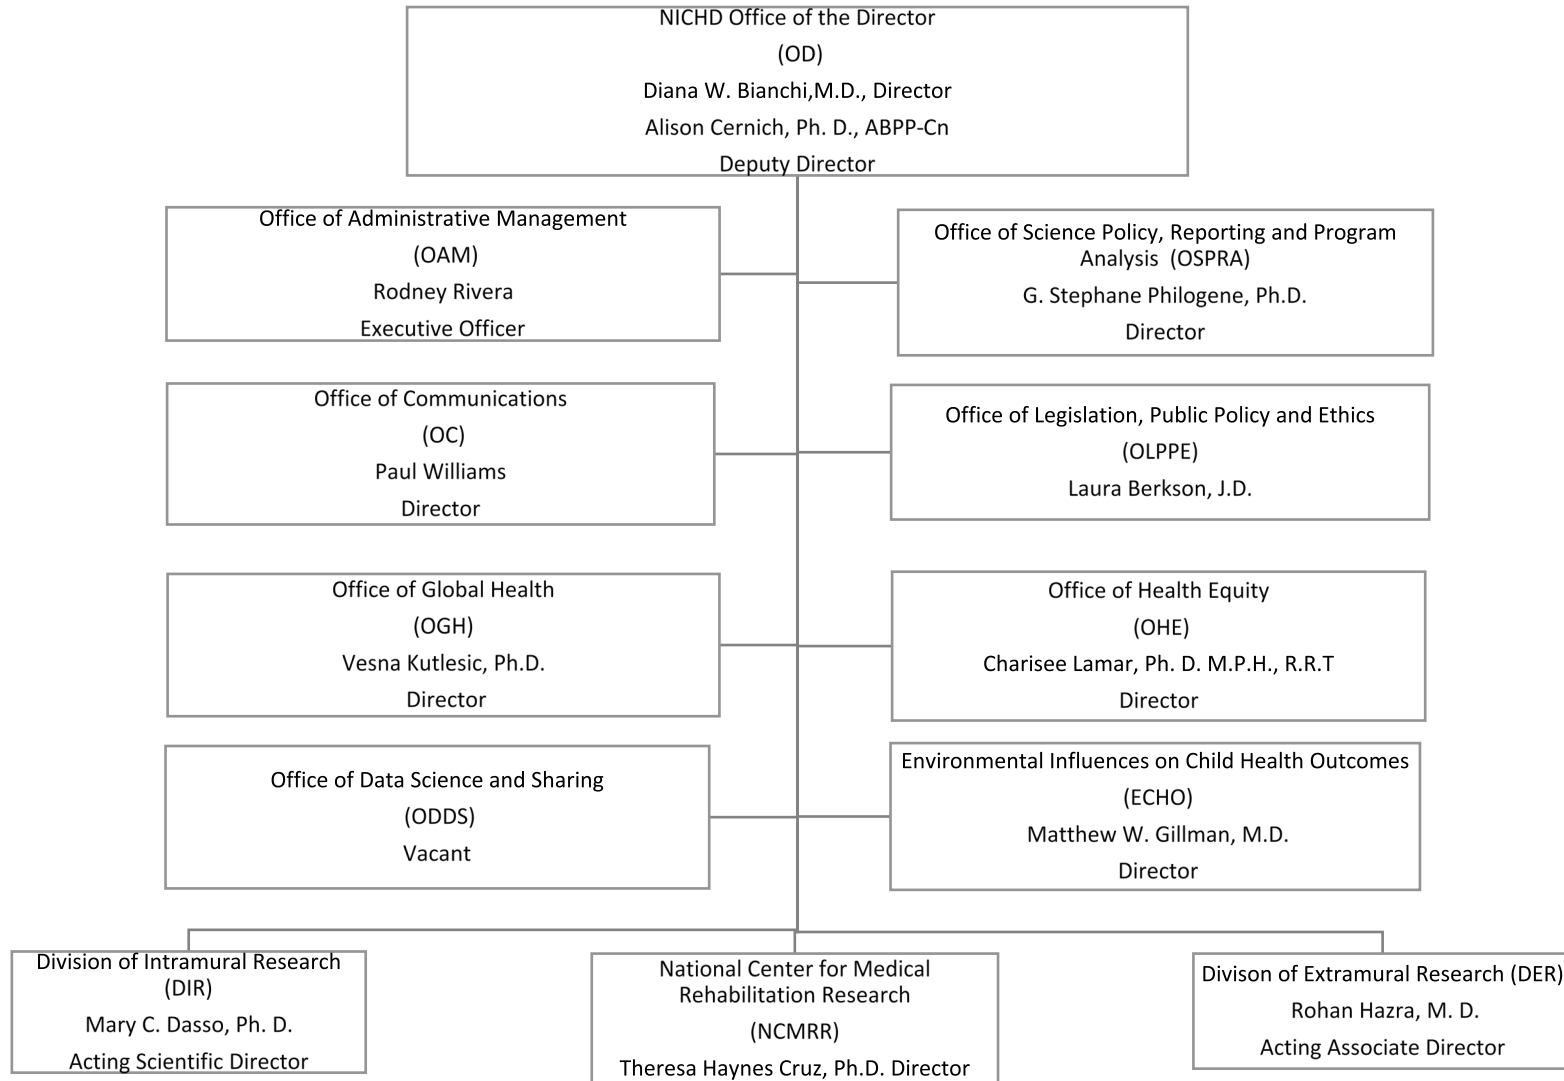 NICHD Office of the Director
(OD)
Diana W. Bianchi,M.D., Director
Alison Cernich, Ph. D., ABPP-Cn
Deputy Director
Office of Administrative Management
(OAM)
Rodney Rivera
Executive Officer
Office of Science Policy, Reporting and Program
Analysis (OSPRA)
G. Stephane Philogene, Ph.D.
Director
Office of Communications
(OC)
Paul Williams
Director
Office of Legislation, Public Policy and Ethics
(OLPPE)
Laura Berkson, J.D.
Office of Global Health
(OGH)
Vesna Kutlesic, Ph.D.
Director
Office of Health Equity
(OHE)
Charisee Lamar, Ph. D. M.P.H., R.R.T
Director
Office of Data Science and Sharing
(ODDS)
Vacant
Environmental Influences on Child Health Outcomes
(ECHO)
Matthew W. Gillman, M.D.
Director
Division of Intramural Research
(DIR)
Mary C. Dasso, Ph. D.
Acting Scientific Director
National Center for Medical
Rehabilitation Research
(NCMRR)
Theresa Haynes Cruz, Ph.D. Director
Divison of Extramural Research (DER)
Rohan Hazra, M. D.
Acting Associate Director